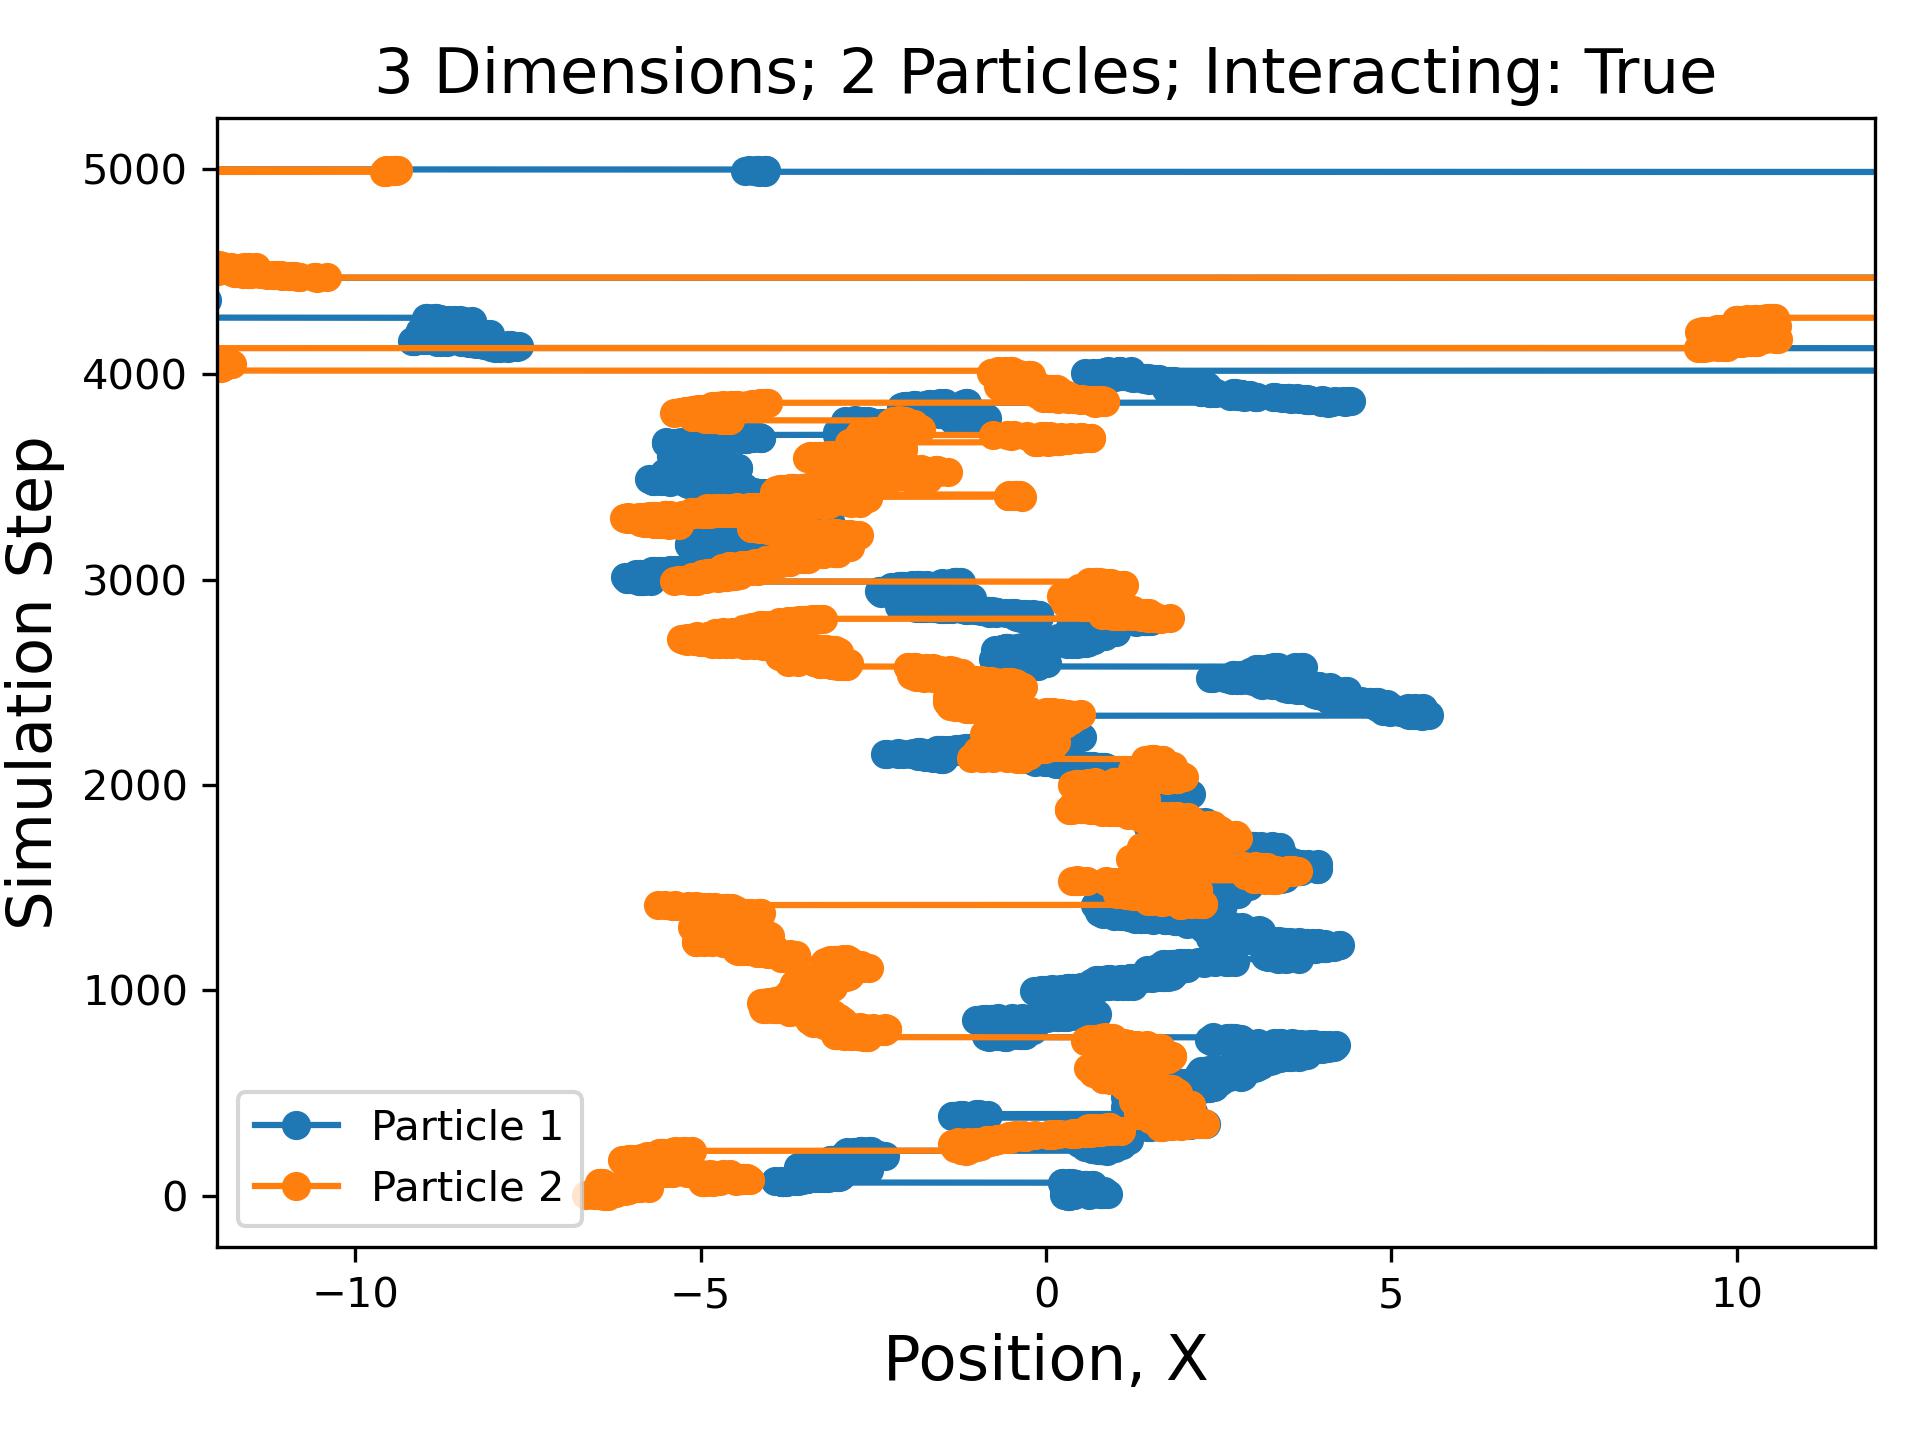 3 Dimensions; 2 Particles; Interacting: True
Simulation Step
5000
4000
3000
2000
1000
0
Particle 1
Particle 2
−10
−5
0
5
10
Position, X